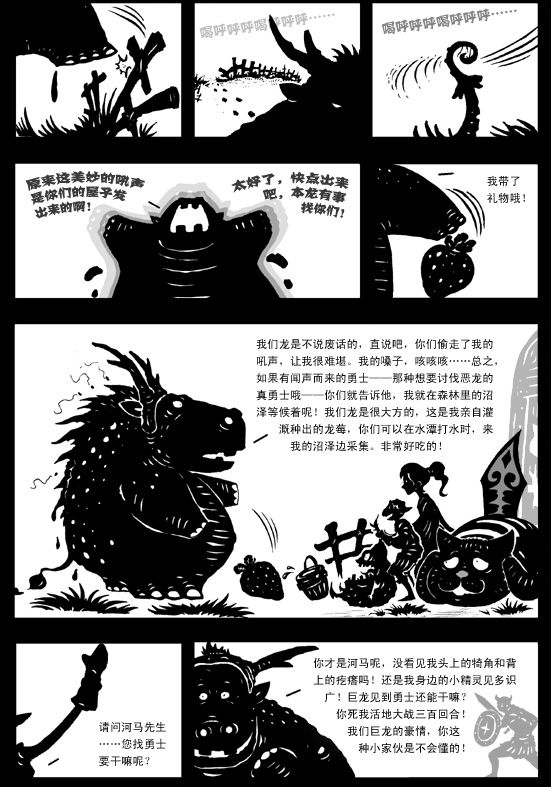 嗝呼呼呼嗝呼呼呼……
嗝呼呼呼嗝呼呼呼……
原来这美妙的吼声
是你们的屋子发
出来的啊！
太好了，快点出来
吧，本龙有事
找你们！
我带了
礼物哦！
我们龙是不说废话的，直说吧，你们偷走了我的
吼声，让我很难堪。我的嗓子，咳咳咳……总之，
如果有闻声而来的勇士——那种想要讨伐恶龙的
真勇士哦——你们就告诉他，我就在森林里的沼
泽等候着呢！我们龙是很大方的，这是我亲自灌
溉种出的龙莓，你们可以在水潭打水时，来
我的沼泽边采集。非常好吃的！
请问河马先生
……您找勇士
要干嘛呢？
你才是河马呢，没看见我头上的犄角和背
上的疙瘩吗！还是我身边的小精灵见多识
广！巨龙见到勇士还能干嘛？
你死我活地大战三百回合！
我们巨龙的豪情，你这
种小家伙是不会懂的！